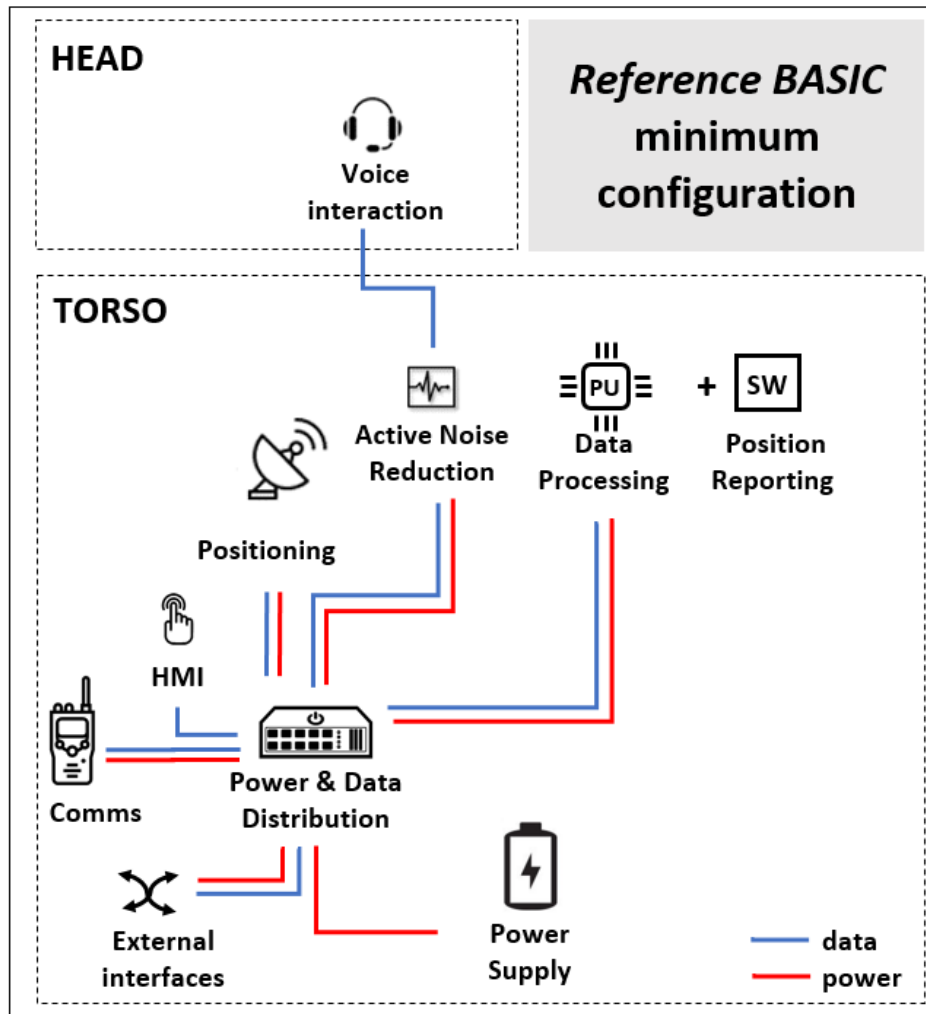 HEAD
Voice
interaction
Reference BASIC
minimum
configuration
TORSO
Active Noise
Reduction
PU
Data
Processing
+
SW
Position
Reporting
Positioning
HMI
Comms
Power & Data
Distribution
External
interfaces
Power
Supply
data
power